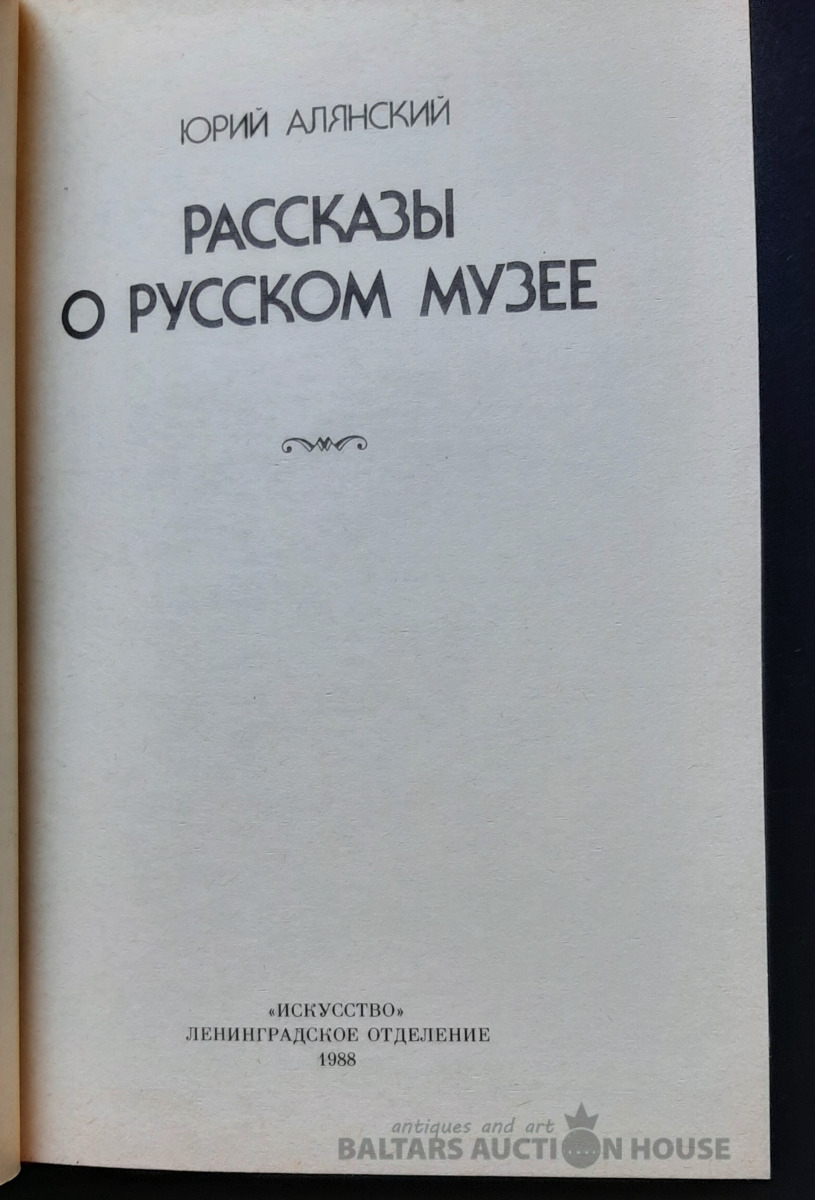 ЮРИЙ АЛЯНСКИЙ
РАССКАЗЫ
О РУССКОМ МУЗЕЕ
«ИСКУССТВО»
ЛЕНИНГРАДСКОЕ ОТДЕЛЕНИЕ
1988
antiques and art
BALTARS AUCTION HOUSE